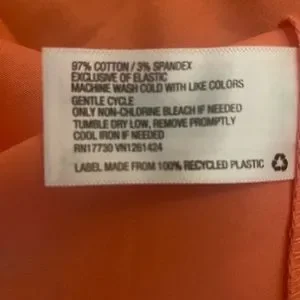 97% COTTON / 3% SPANDEX
EXCLUSIVE OF ELASTIC
MACHINE WASH COLD WITH LIKE COLORS
GENTLE CYCLE
ONLY NON-CHLORINE BLEACH IF NEEDED
TUMBLE DRY LOW, REMOVE PROMPTLY
COOL IRON IF NEEDED
RN17730 VN1261424
LABEL MADE FROM 100% RECYCLED PLASTIC